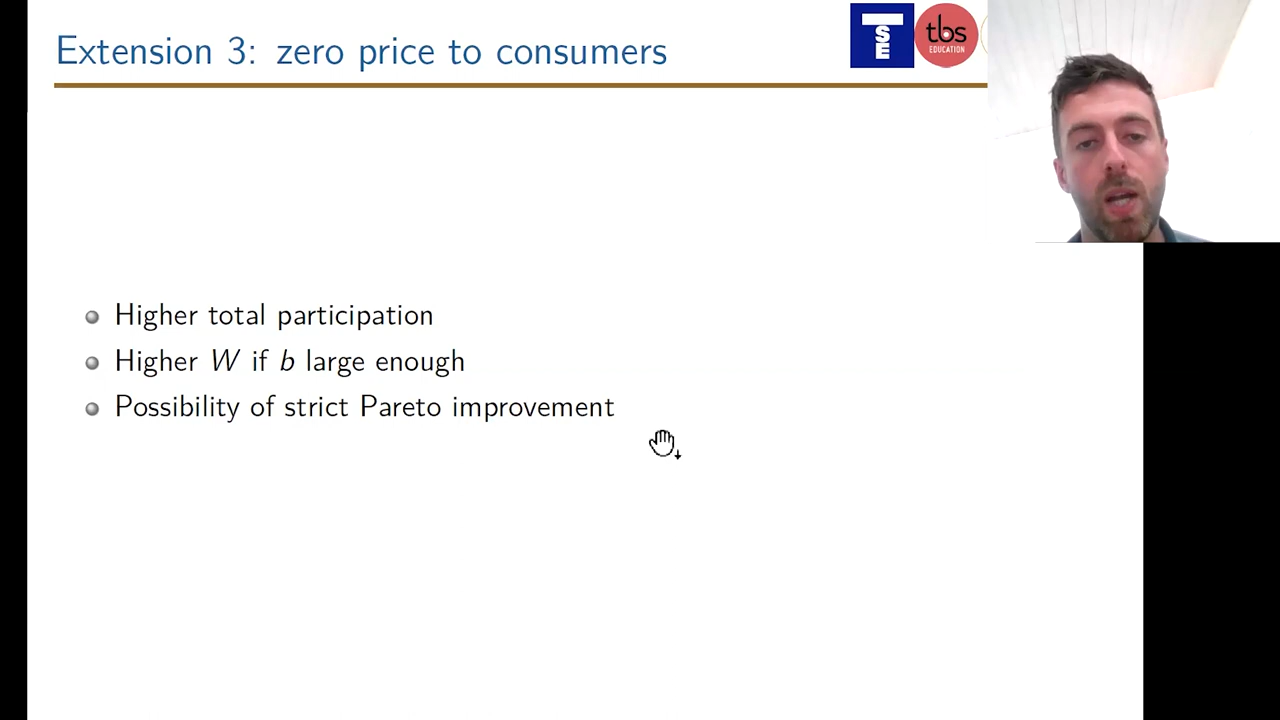 Extension 3: zero price to consumers
TSE
tbs
EDUCATION
Higher total participation
Higher W if b large enough
Possibility of strict Pareto improvement